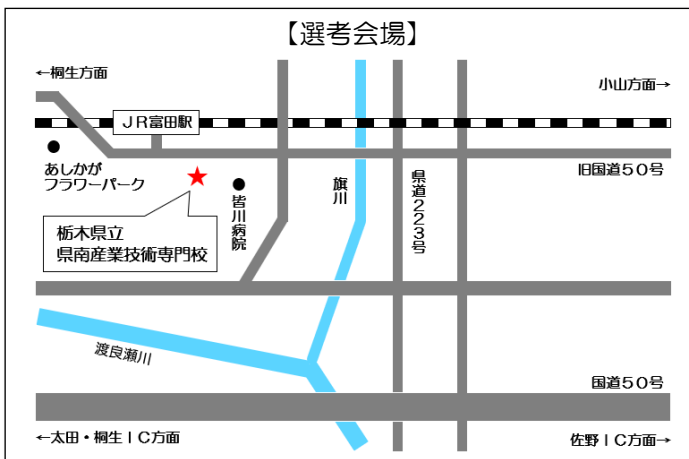 【選考会場】
←桐生方面
小山方面→
JR富田駅
あしかが
フラワーパーク
旧国道50号
皆川病院
旗川
県道223号
栃木県立
県南産業技術専門校
渡良瀬川
国道50号
←太田・桐生IC方面
佐野IC方面→